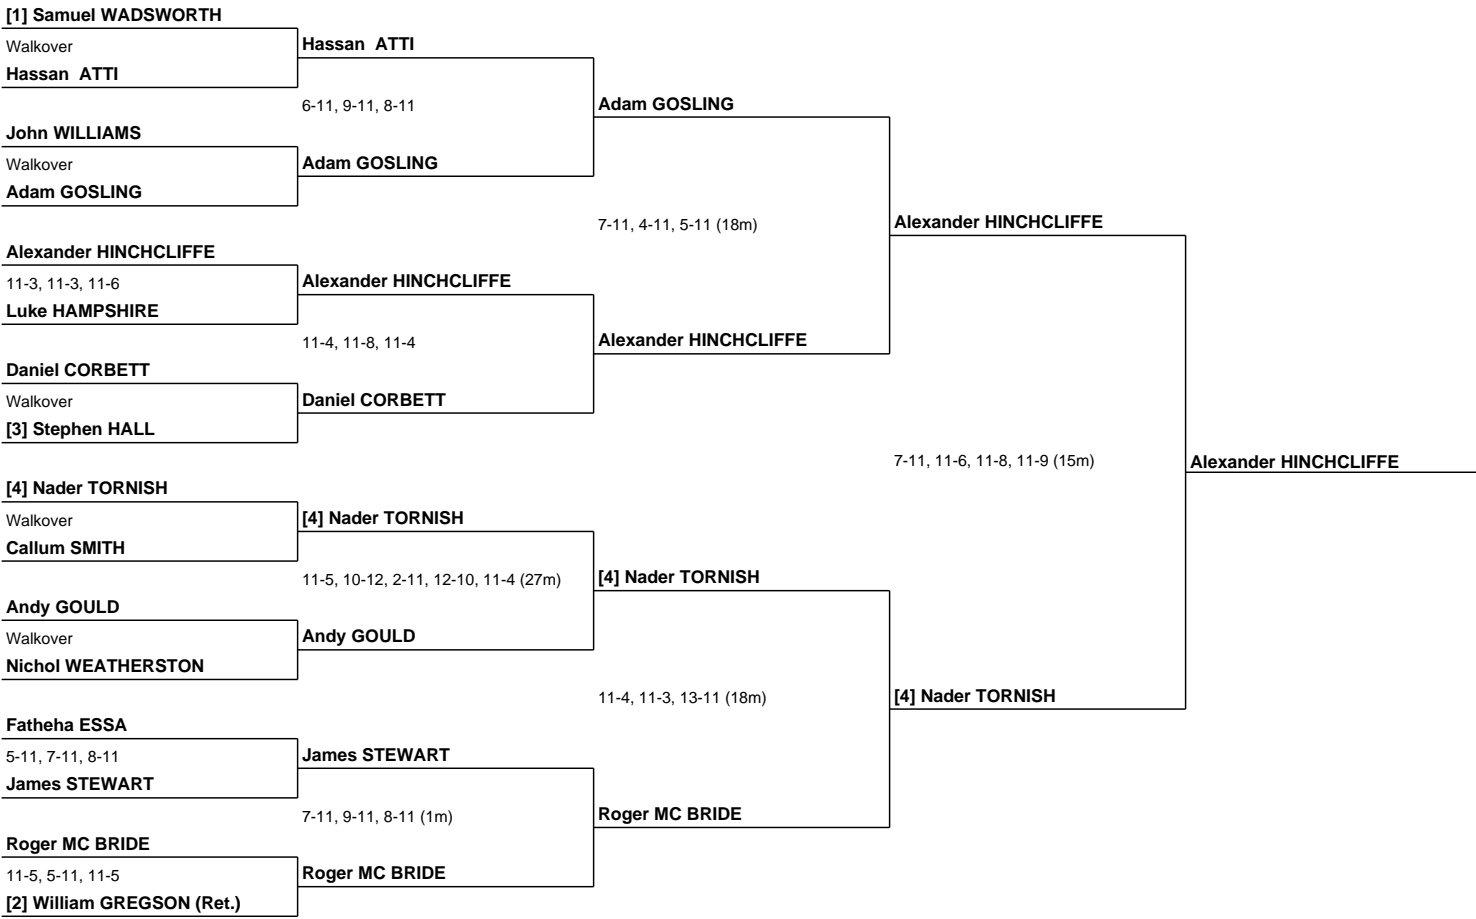 [1] Samuel WADSWORTH
Walkover
Hassan  ATTI
John WILLIAMS
Walkover
Adam GOSLING
Alexander HINCHCLIFFE
11-3, 11-3, 11-6
Luke HAMPSHIRE
Daniel CORBETT
Walkover
[3] Stephen HALL
[4] Nader TORNISH
Walkover
Callum SMITH
Andy GOULD
Walkover
Nichol WEATHERSTON
Fatheha ESSA
5-11, 7-11, 8-11
James STEWART
Roger MC BRIDE
11-5, 5-11, 11-5
[2] William GREGSON (Ret.)
Hassan  ATTI
6-11, 9-11, 8-11
Adam GOSLING
Alexander HINCHCLIFFE
11-4, 11-8, 11-4
Daniel CORBETT
[4] Nader TORNISH
11-5, 10-12, 2-11, 12-10, 11-4 (27m)
Andy GOULD
James STEWART
7-11, 9-11, 8-11 (1m)
Roger MC BRIDE
Adam GOSLING
7-11, 4-11, 5-11 (18m)
Alexander HINCHCLIFFE
[4] Nader TORNISH
11-4, 11-3, 13-11 (18m)
Roger MC BRIDE
Alexander HINCHCLIFFE
7-11, 11-6, 11-8, 11-9 (15m)
[4] Nader TORNISH
Alexander HINCHCLIFFE